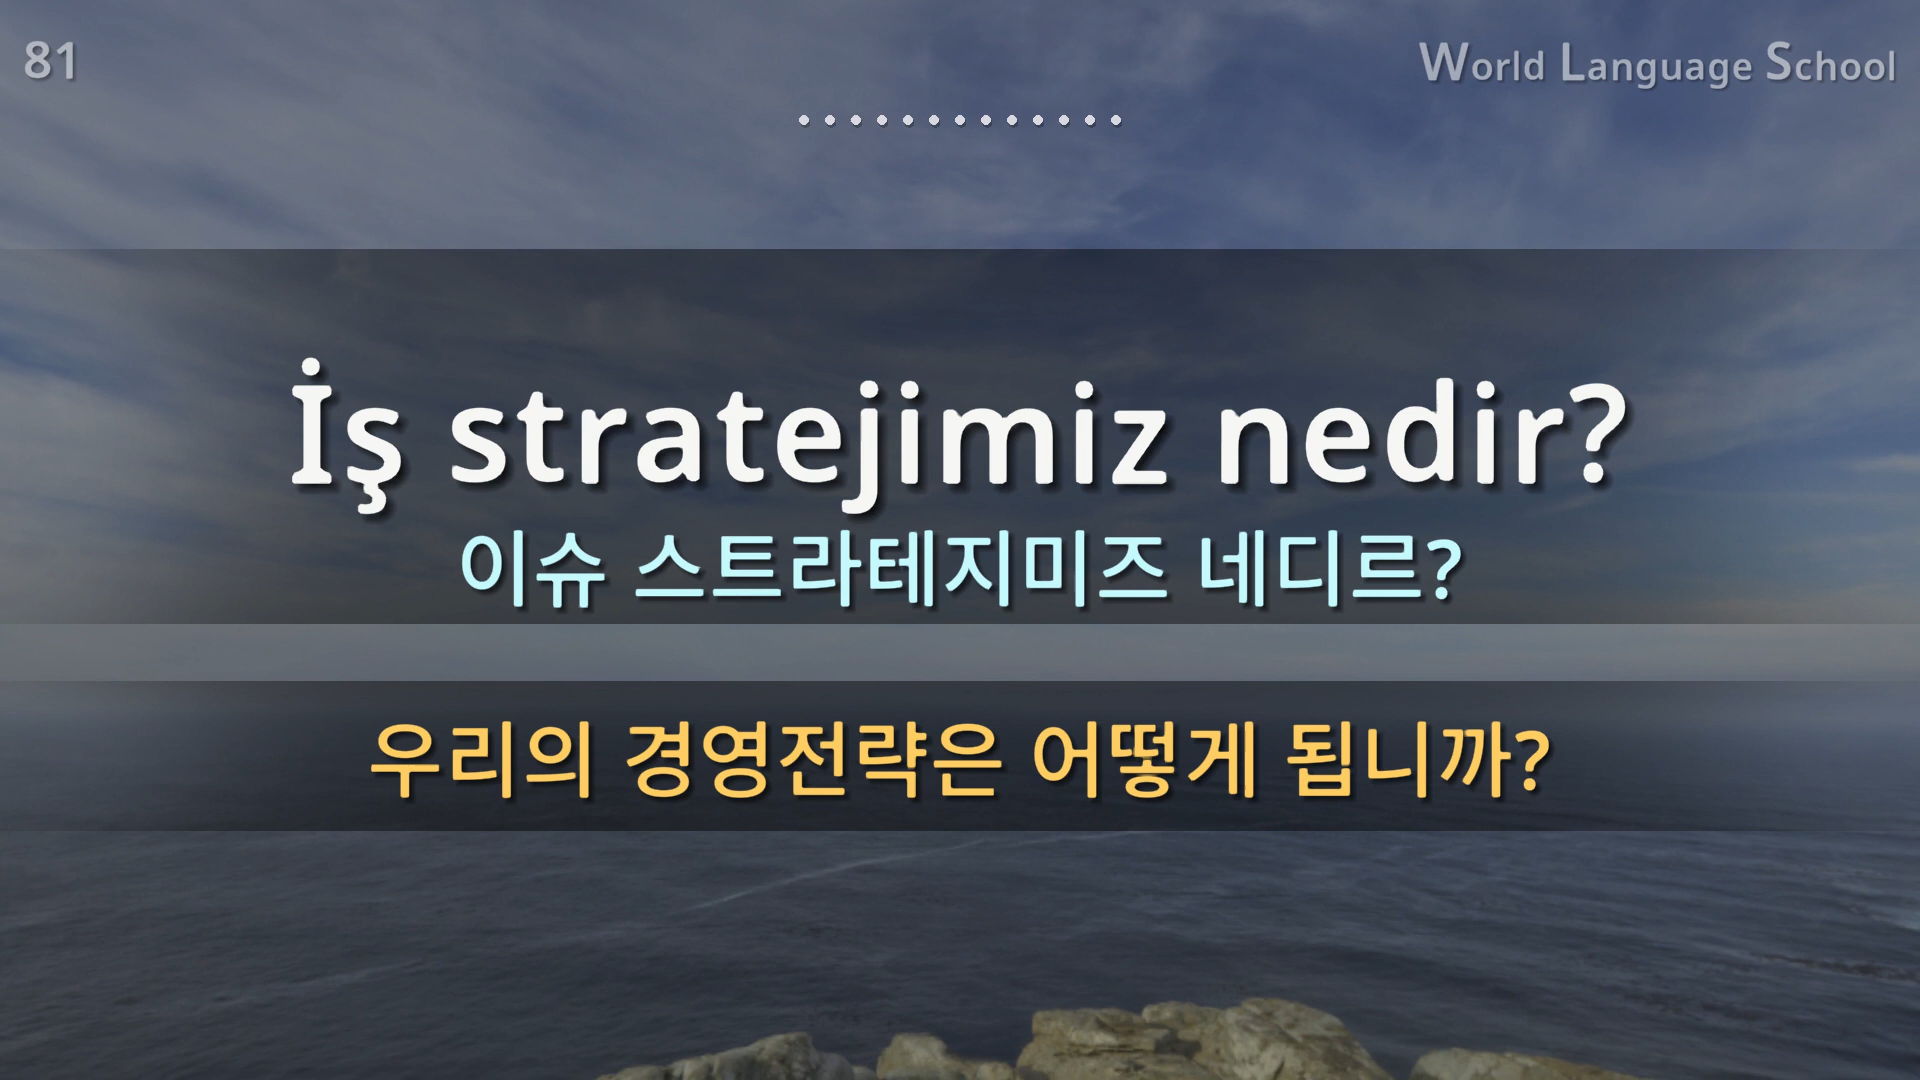 81
World Language School
İş stratejimiz nedir?
이슈 스트라테지미즈 네디르?
우리의 경영전략은 어떻게 됩니까?